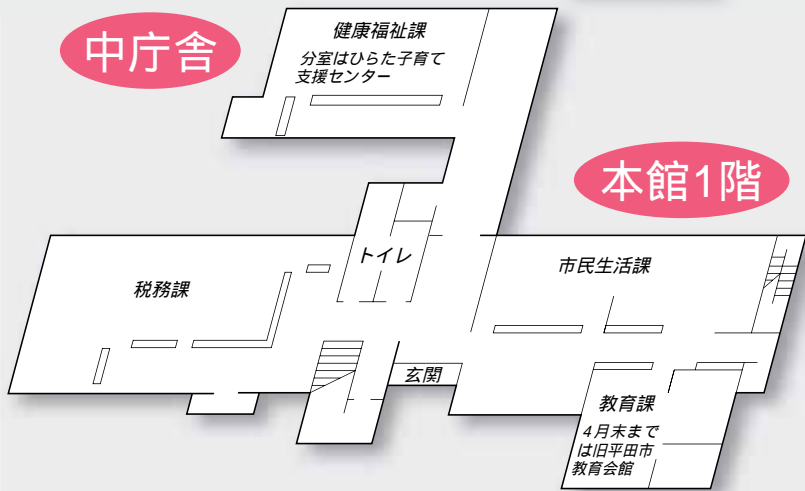 中庁舎
健康福祉課
分室はひらた子育て
支援センター
本館1階
トイレ
税務課
市民生活課
玄関
教育課
4月末まで
は旧平田市
教育会館